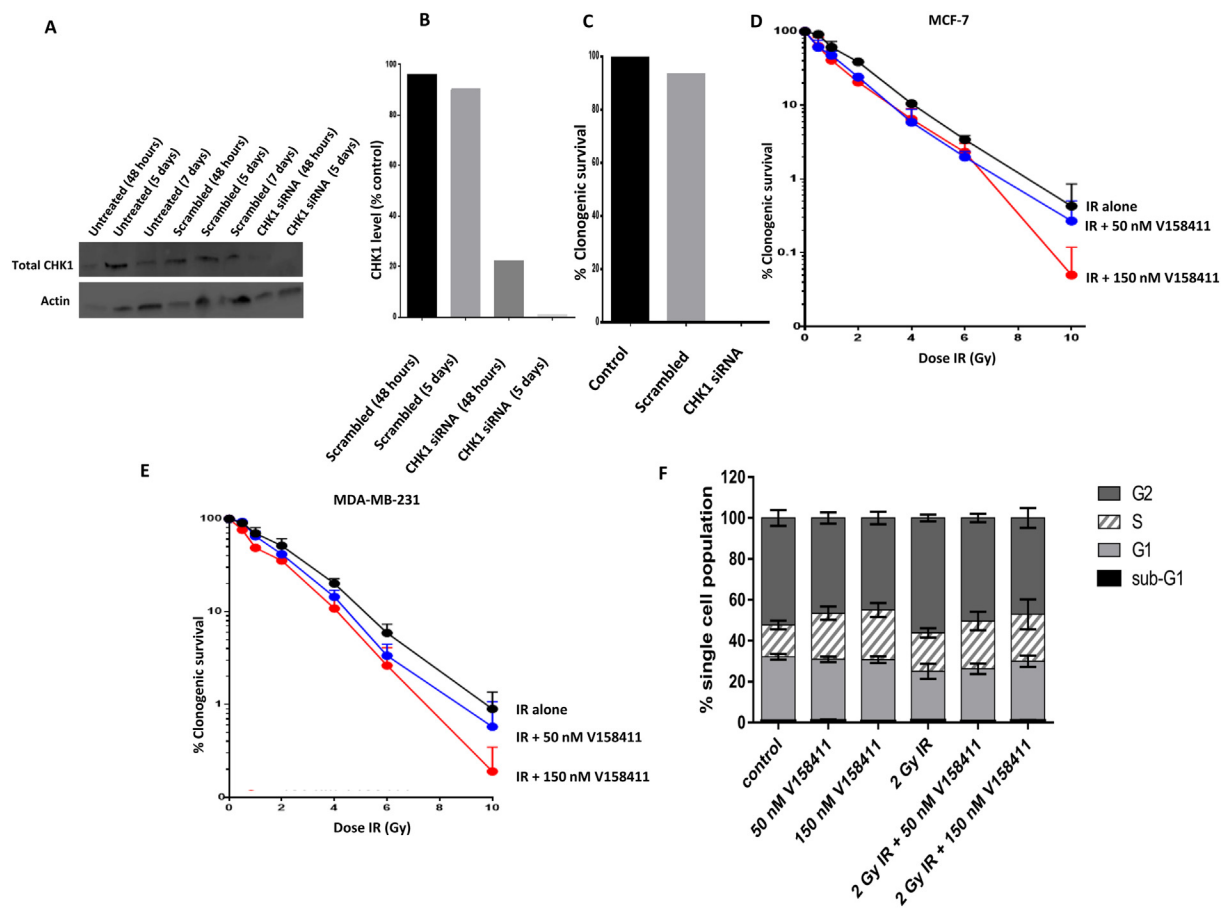 A
Untreated (48 hours)
Untreated (5 days)
Untreated (7 days)
Scrambled (48 hours)
Scrambled (5 days)
Scrambled (7 days)
CHK1 siRNA (48 hours)
CHK1 siRNA (5 days)
Total CHK1
Actin
B
CHK1 level (% control)
100
80
60
40
20
0
Scrambled (48 hours)
Scrambled (5 days)
CHK1 siRNA (48 hours)
CHK1 siRNA (5 days)
C
% Clonogenic survival
100
80
60
40
20
0
Control
Scrambled
CHK1 siRNA
D
MCF-7
% Clonogenic survival
100
10
1
0.1
0
0 2 4 6 8 10
Dose IR (Gy)
IR alone
IR + 50 nM V158411
IR + 150 nM V158411
E
MDA-MB-231
% Clonogenic survival
100
10
1
0
0 2 4 6 8 10
Dose IR (Gy)
IR alone
IR + 50 nM V158411
IR + 150 nM V158411
F
% single cell population
120
100
80
60
40
20
0
control
50 nM V158411
150 nM V158411
2 Gy IR
2 Gy IR + 50 nM V158411
2 Gy IR + 150 nM V158411
G2
S
G1
sub-G1